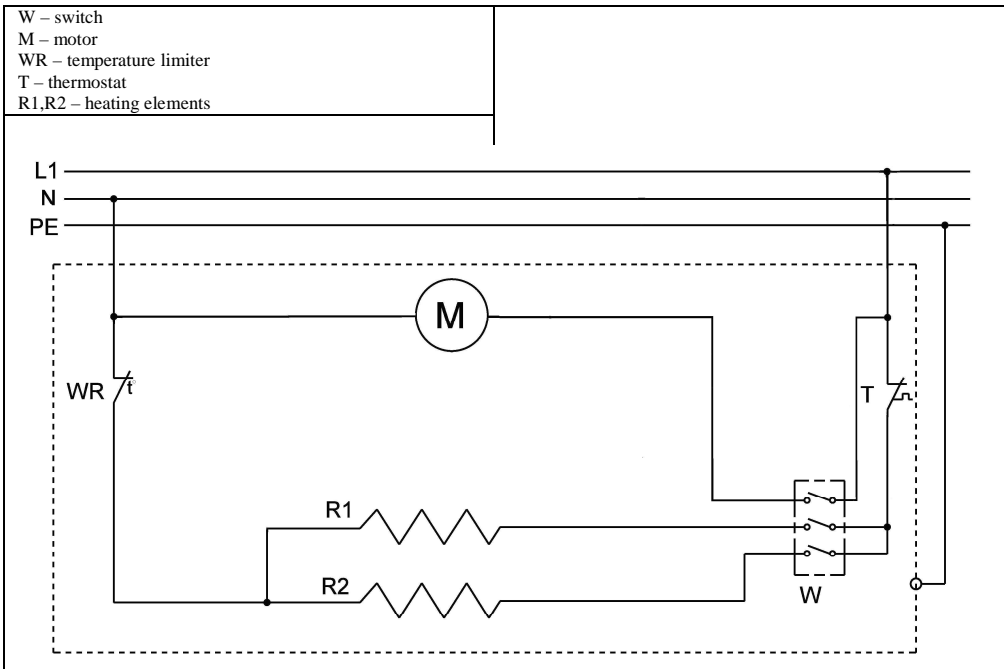 W – switch
M – motor
WR – temperature limiter
T – thermostat
R1,R2 – heating elements
L1
N
PE
M
WR
t°
T
R1
R2
W